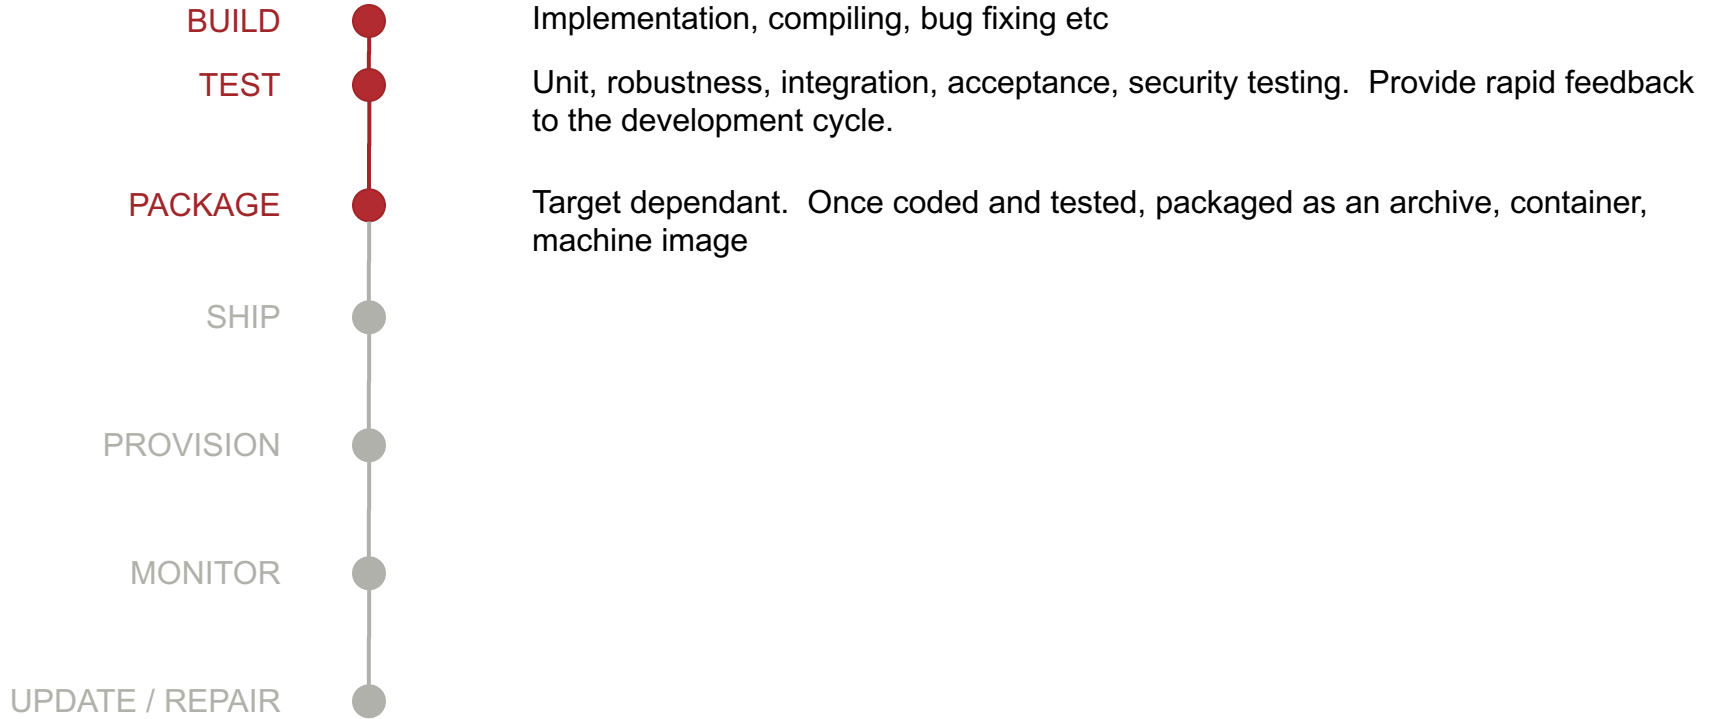 BUILD
Implementation, compiling, bug fixing etc
TEST
Unit, robustness, integration, acceptance, security testing.  Provide rapid feedback
to the development cycle.
PACKAGE
Target dependant.  Once coded and tested, packaged as an archive, container,
machine image
SHIP
PROVISION
MONITOR
UPDATE / REPAIR